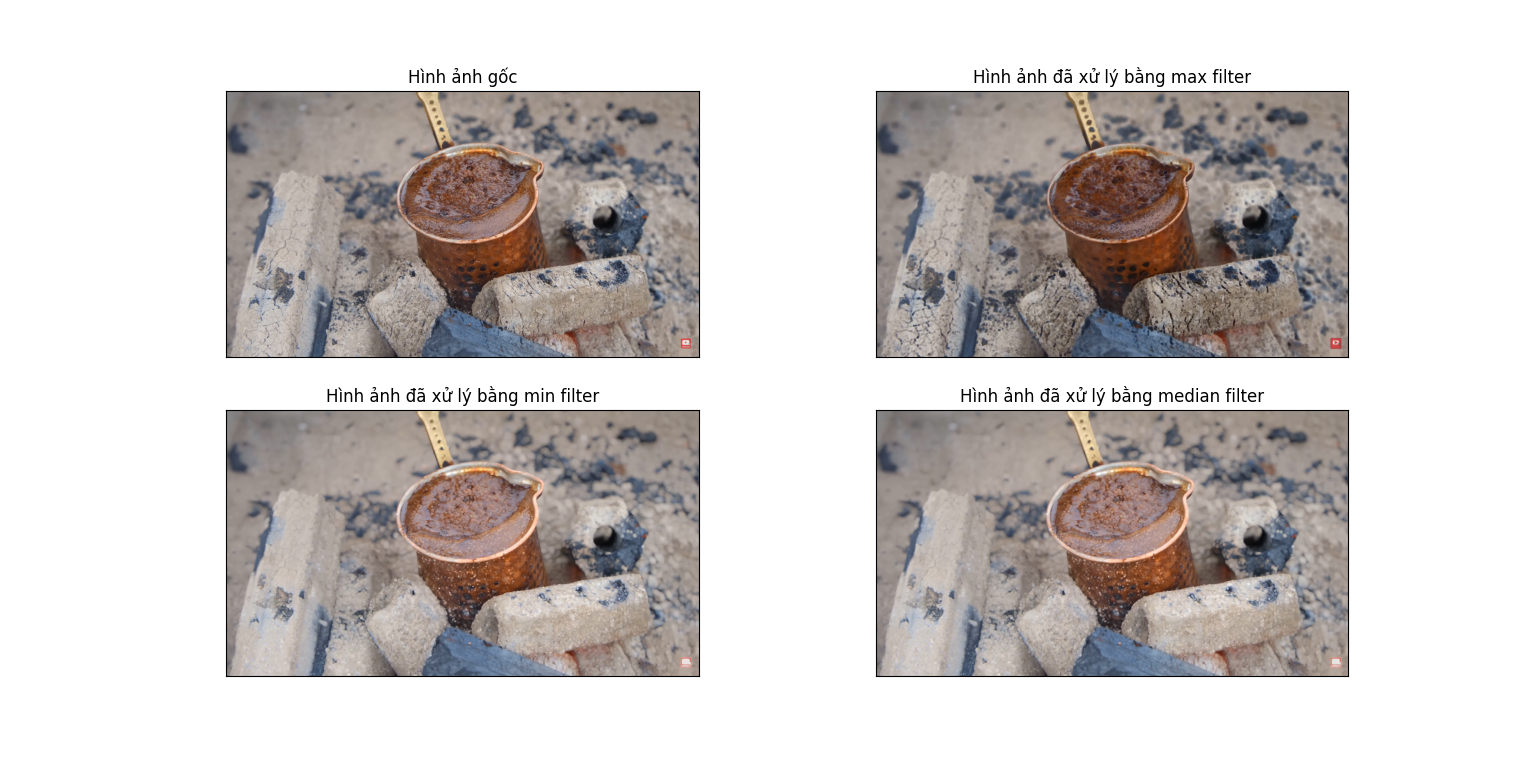 Hình ảnh gốc
Hình ảnh đã xử lý bằng max filter
Hình ảnh đã xử lý bằng min filter
Hình ảnh đã xử lý bằng median filter